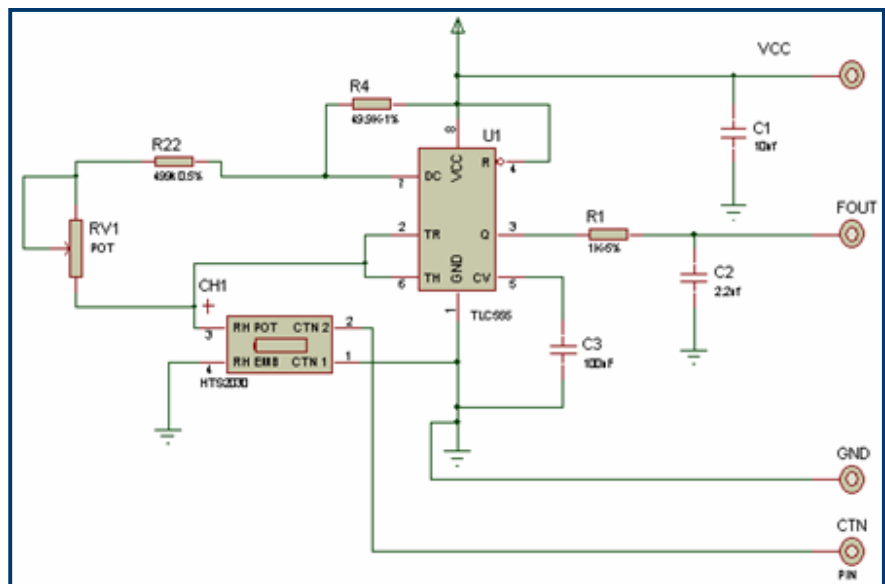 VCC
R4
49.9K-1%
8
U1
C1
10nf
R22
499k0.5%
7
DC
VCC
R
4
FOUT
RV1
POT
2
TR
Q
3
R1
1K-5%
C2
2.2nf
6
TH
GND
CV
5
CH1
+
1
TLC555
3
RH POT
CTN 2
2
C3
100nF
4
RH EMB
CTN 1
1
HTS2030
GND
CTN
PIN